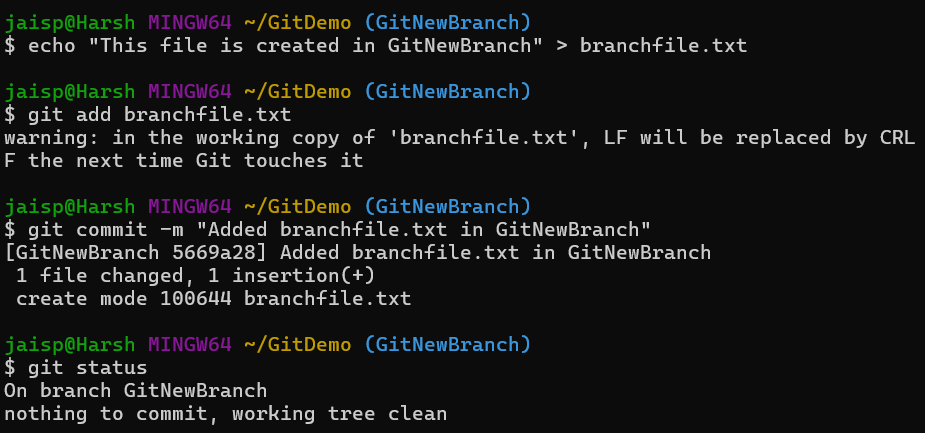 jaisp@Harsh MINGW64 ~/GitDemo (GitNewBranch)
$ echo "This file is created in GitNewBranch" > branchfile.txt

jaisp@Harsh MINGW64 ~/GitDemo (GitNewBranch)
$ git add branchfile.txt
warning: in the working copy of 'branchfile.txt', LF will be replaced by CRL
F the next time Git touches it

jaisp@Harsh MINGW64 ~/GitDemo (GitNewBranch)
$ git commit -m "Added branchfile.txt in GitNewBranch"
[GitNewBranch 5669a28] Added branchfile.txt in GitNewBranch
 1 file changed, 1 insertion(+)
 create mode 100644 branchfile.txt

jaisp@Harsh MINGW64 ~/GitDemo (GitNewBranch)
$ git status
On branch GitNewBranch
nothing to commit, working tree clean